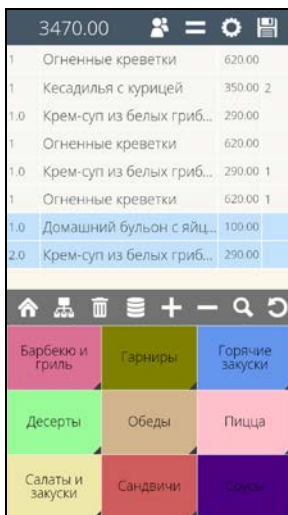 3470.00
1 Огненные креветки 620.00
1 Кесадилья с курицей 350.00 2
1.0 Крем-суп из белых гриб... 290.00
1 Огненные креветки 620.00
1.0 Крем-суп из белых гриб... 290.00 1
1 Огненные креветки 620.00 1
1.0 Домашний бульон с яйц... 100.00
2.0 Крем-суп из белых гриб... 290.00
Барбекю и гриль
Гарниры
Горячие закуски
Десерты
Обеды
Пицца
Салаты и закуски
Сандвичи
Соусы